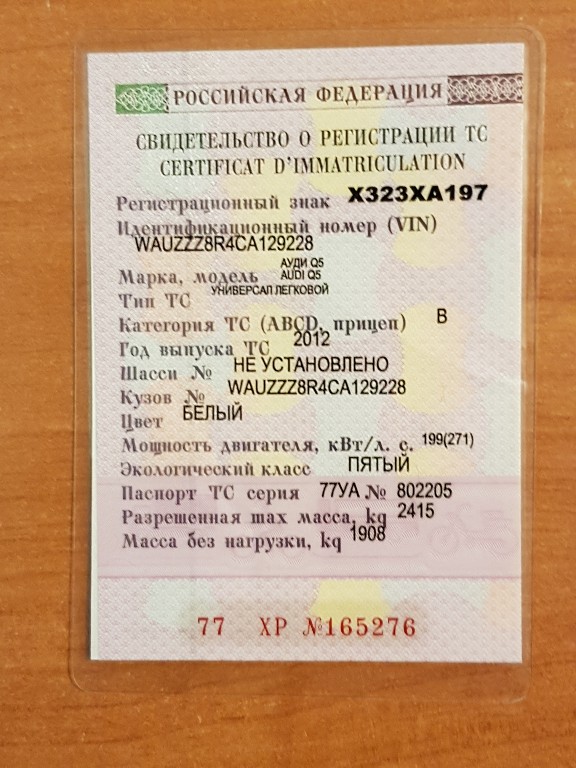 РОССИЙСКАЯ ФЕДЕРАЦИЯ
СВИДЕТЕЛЬСТВО О РЕГИСТРАЦИИ ТС
CERTIFICAT D'IMMATRICULATION
Регистрационный знак Х323ХА197
Идентификационный номер (VIN)
WAUZZZ8R4CA129228
АУДИ Q5
Марка, модель AUDI Q5
Тип ТС УНИВЕРСАЛ ЛЕГКОВОЙ
Категория ТС (ABCD, прицеп) B
Год выпуска ТС 2012
Шасси № НЕ УСТАНОВЛЕНО
Кузов № WAUZZZ8R4CA129228
Цвет БЕЛЫЙ
Мощность двигателя, кВт/л. с. 199(271)
Экологический класс ПЯТЫЙ
Паспорт ТС серия 77УА № 802205
Разрешенная max масса, kg 2415
Масса без нагрузки, kg 1908
77 ХР №165276